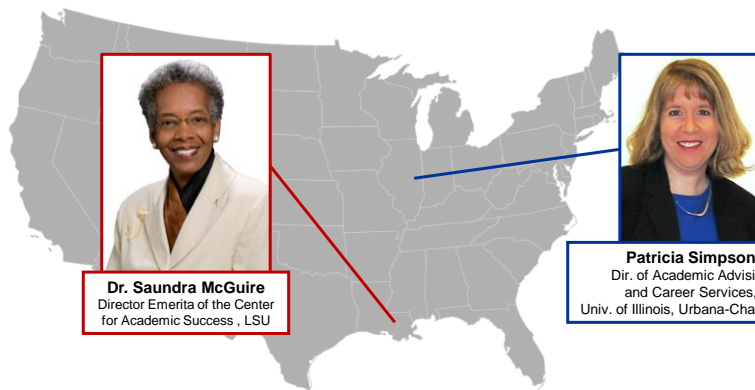 Dr. Saundra McGuire
Director Emerita of the Center
for Academic Success , LSU
Patricia Simpson
Dir. of Academic Advisi
and Career Services,
Univ. of Illinois, Urbana-Cha